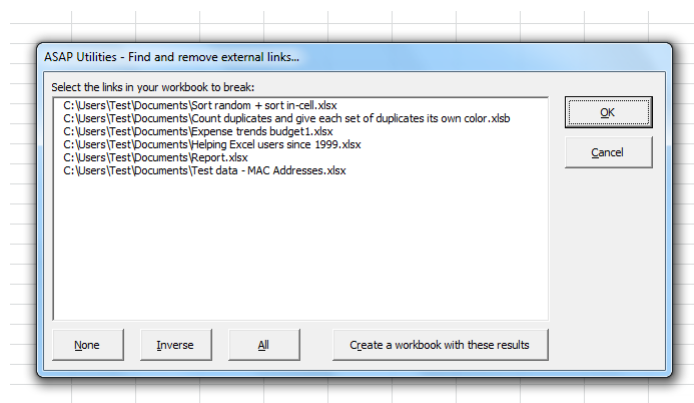 ASAP Utilities - Find and remove external links...
Select the links in your workbook to break:
C:\Users\Test\Documents\Sort random + sort in-cell.xlsx
C:\Users\Test\Documents\Count duplicates and give each set of duplicates its own color.xlsb
C:\Users\Test\Documents\Expense trends budget1.xlsx
C:\Users\Test\Documents\Helping Excel users since 1999.xlsx
C:\Users\Test\Documents\Report.xlsx
C:\Users\Test\Documents\Test data - MAC Addresses.xlsx
OK
Cancel
None Inverse All Create a workbook with these results